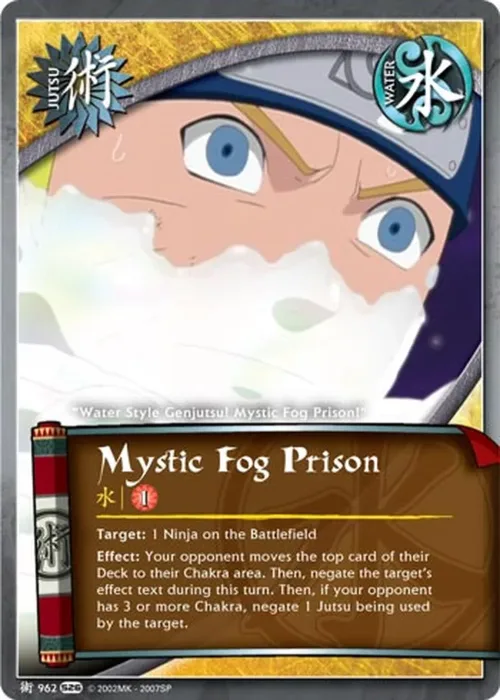 JUTSU 術
WATER 水
"Water Style Genjutsu! Mystic Fog Prison!"
Mystic Fog Prison
水 | 1
Target: 1 Ninja on the Battlefield
Effect: Your opponent moves the top card of their
Deck to their Chakra area. Then, negate the target's
effect text during this turn. Then, if your opponent
has 3 or more Chakra, negate 1 Jutsu being used
by the target.
術
術 962 S26 © 2002MK - 2007SP